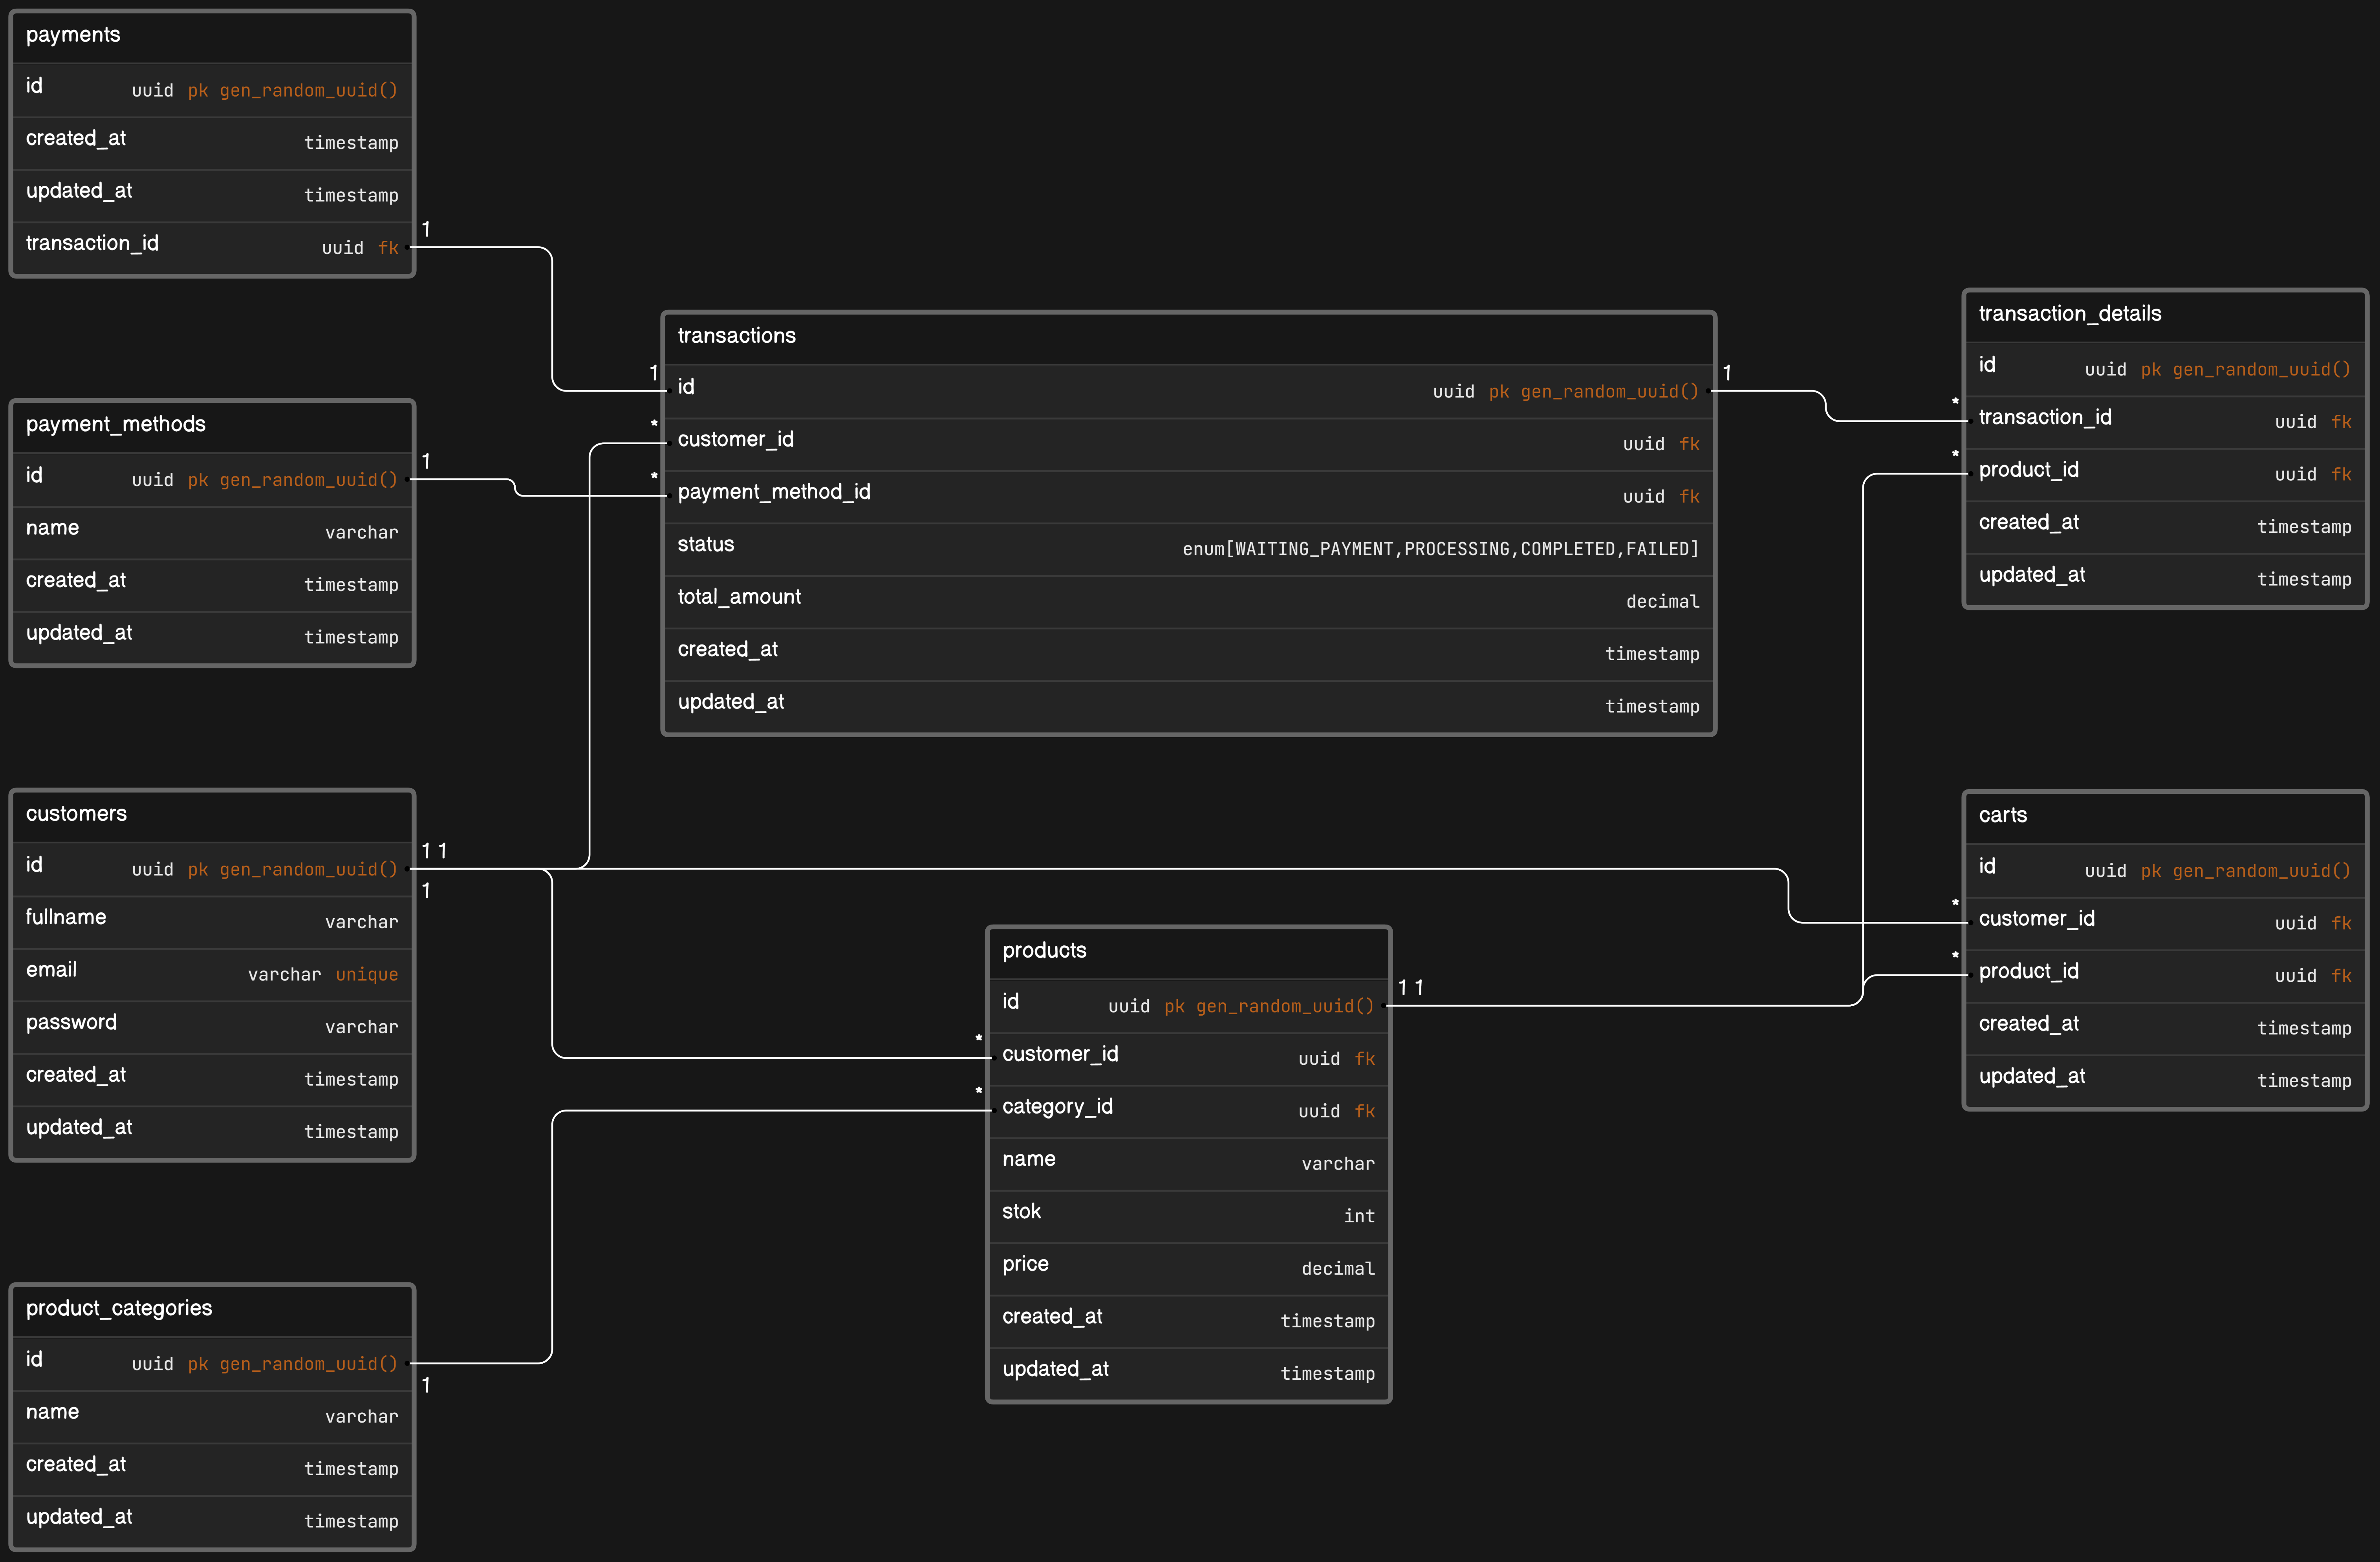 payments
id uuid pk gen_random_uuid()
created_at timestamp
updated_at timestamp
transaction_id uuid fk
1
payment_methods
id uuid pk gen_random_uuid()
1
name varchar
created_at timestamp
updated_at timestamp
customers
1 1
id uuid pk gen_random_uuid()
1
fullname varchar
email varchar unique
password varchar
created_at timestamp
updated_at timestamp
product_categories
id uuid pk gen_random_uuid()
1
name varchar
created_at timestamp
updated_at timestamp
transactions
1
1
id uuid pk gen_random_uuid()
*
customer_id uuid fk
*
payment_method_id uuid fk
status enum[WAITING_PAYMENT,PROCESSING,COMPLETED,FAILED]
total_amount decimal
created_at timestamp
updated_at timestamp
products
1 1
id uuid pk gen_random_uuid()
*
customer_id uuid fk
*
category_id uuid fk
name varchar
stok int
price decimal
created_at timestamp
updated_at timestamp
transaction_details
id uuid pk gen_random_uuid()
*
transaction_id uuid fk
*
product_id uuid fk
created_at timestamp
updated_at timestamp
carts
id uuid pk gen_random_uuid()
*
customer_id uuid fk
*
product_id uuid fk
created_at timestamp
updated_at timestamp